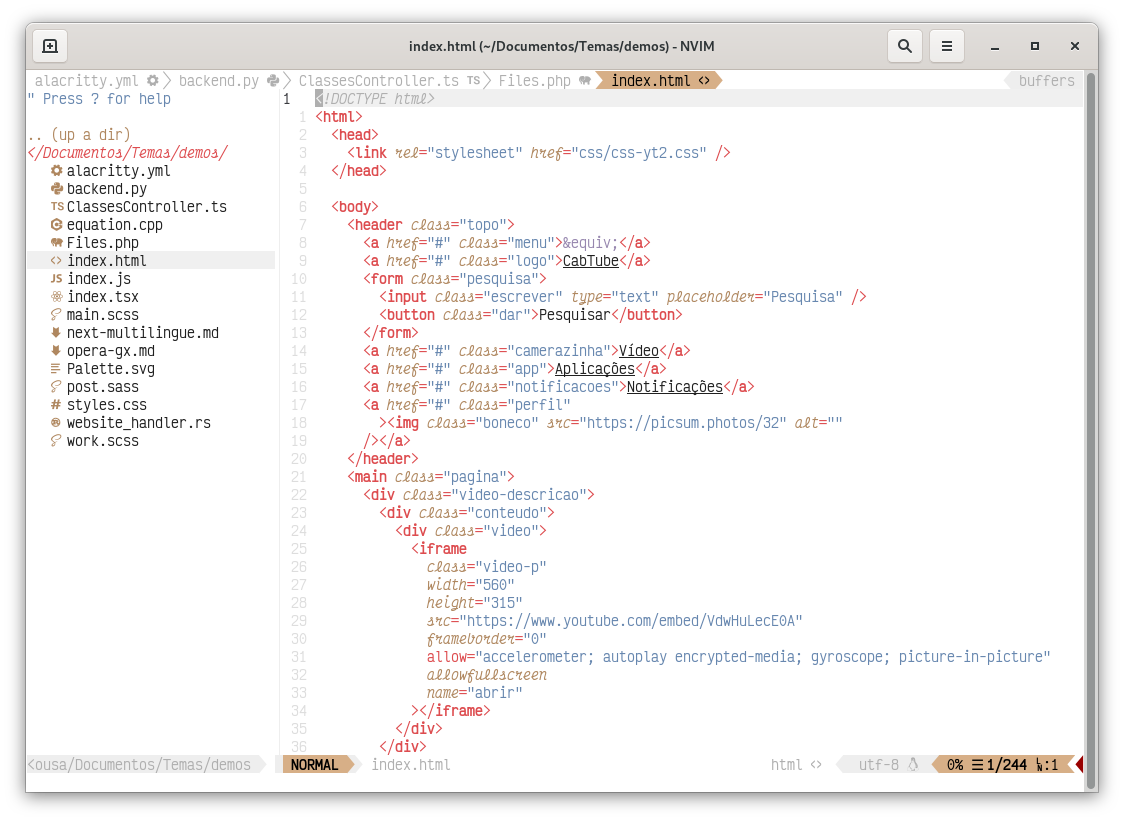 index.html (~/Documentos/Temas/demos) - NVIM
alacritty.yml backend.py ClassesController.ts TS Files.php index.html <> buffers
" Press ? for help
.. (up a dir)
</Documentos/Temas/demos/
alacritty.yml
backend.py
TS ClassesController.ts
equation.cpp
Files.php
<> index.html
JS index.js
index.tsx
main.scss
next-multilingue.md
opera-gx.md
Palette.svg
post.sass
# styles.css
website_handler.rs
work.scss
1 <!DOCTYPE html>
1 <html>
2 <head>
3 <link rel="stylesheet" href="css/css-yt2.css" />
4 </head>
5
6 <body>
7 <header class="topo">
8 <a href="#" class="menu">&equiv;</a>
9 <a href="#" class="logo">CabTube</a>
10 <form class="pesquisa">
11 <input class="escrever" type="text" placeholder="Pesquisa" />
12 <button class="dar">Pesquisar</button>
13 </form>
14 <a href="#" class="camerazinha">Vídeo</a>
15 <a href="#" class="app">Aplicações</a>
16 <a href="#" class="notificacoes">Notificações</a>
17 <a href="#" class="perfil"
18 ><img class="boneco" src="https://picsum.photos/32" alt=""
19 /></a>
20 </header>
21 <main class="pagina">
22 <div class="video-descricao">
23 <div class="conteudo">
24 <div class="video">
25 <iframe
26 class="video-p"
27 width="560"
28 height="315"
29 src="https://www.youtube.com/embed/VdwHuLecE0A"
30 frameborder="0"
31 allow="accelerometer; autoplay encrypted-media; gyroscope; picture-in-picture"
32 allowfullscreen
33 name="abrir"
34 ></iframe>
35 </div>
36 </div>
<ousa/Documentos/Temas/demos NORMAL index.html html <> utf-8 0% ☰ 1/244 :1